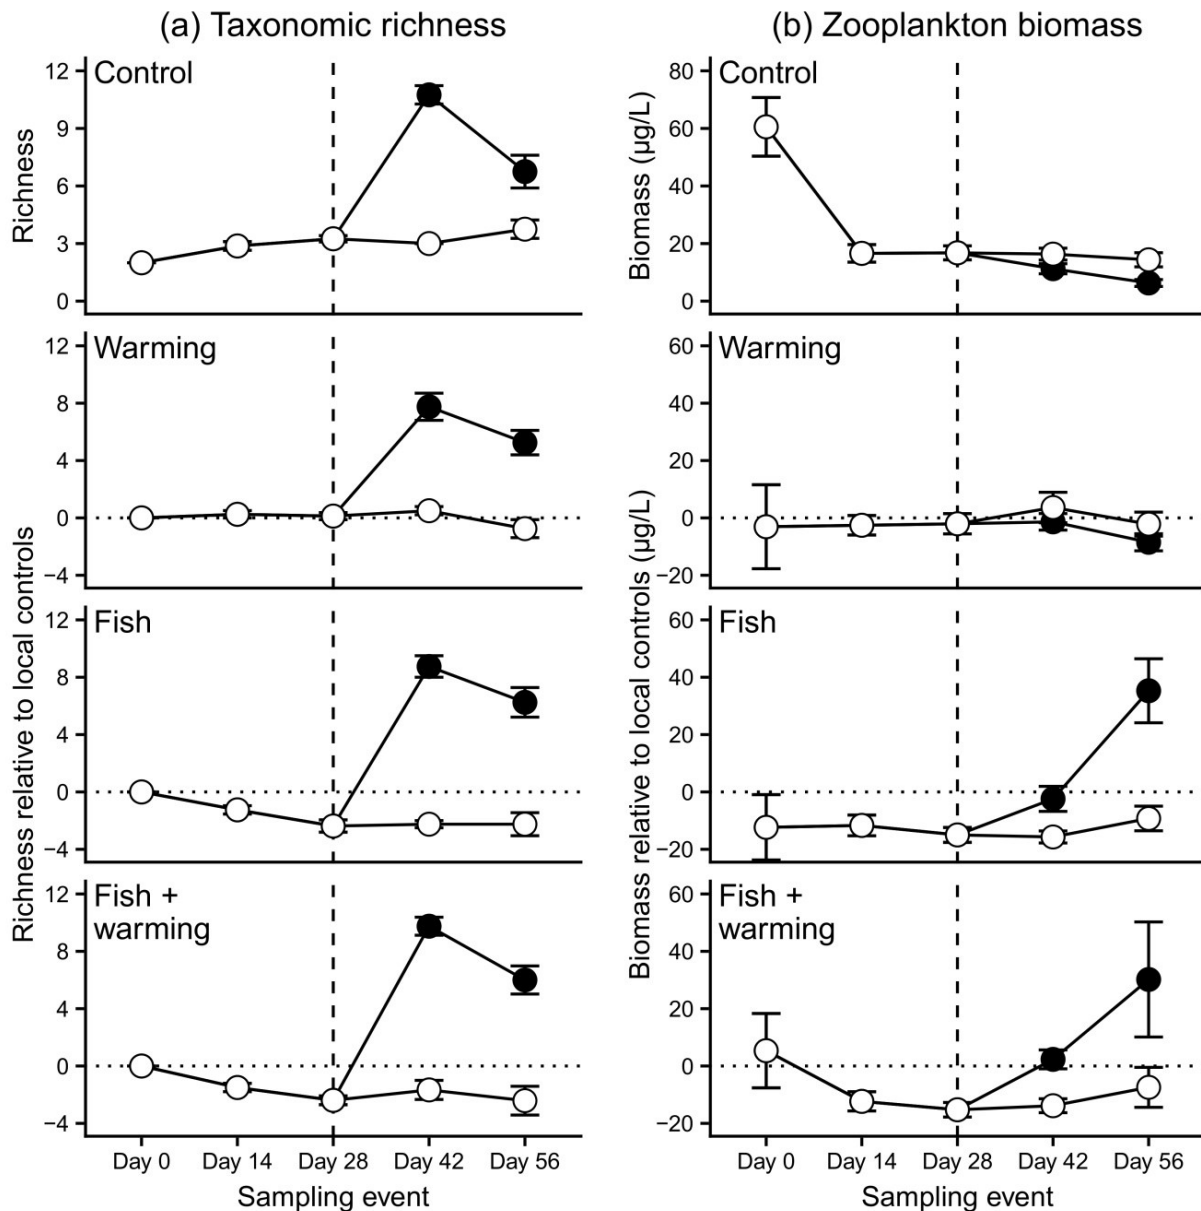 (a) Taxonomic richness
Control
Richness
12
9
6
3
0
Warming
12
8
4
0
−4
Richness relative to local controls
Fish
12
8
4
0
−4
Fish +
warming
12
8
4
0
−4
Day 0 Day 14 Day 28 Day 42 Day 56
Sampling event
(b) Zooplankton biomass
Control
Biomass (µg/L)
80
60
40
20
0
Warming
60
40
20
0
−20
Biomass relative to local controls (µg/L)
Fish
60
40
20
0
−20
Fish +
warming
60
40
20
0
−20
Day 0 Day 14 Day 28 Day 42 Day 56
Sampling event